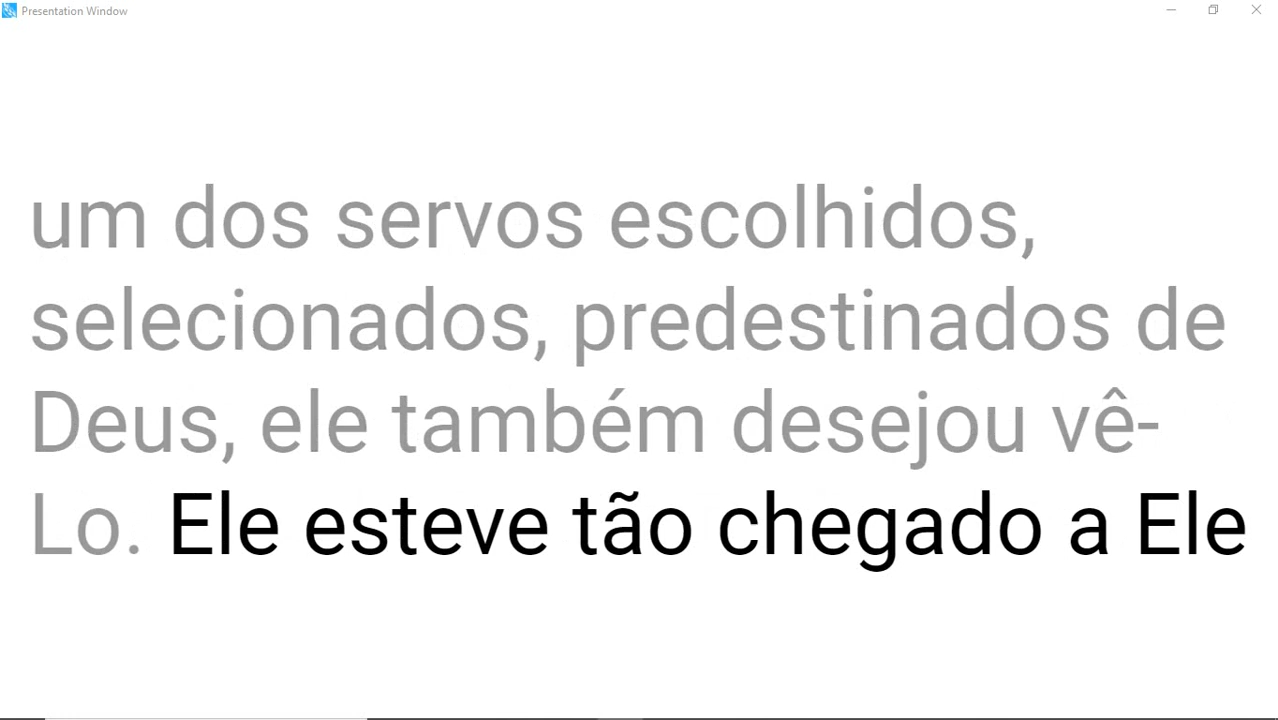 Presentation Window
um dos servos escolhidos,
selecionados, predestinados de
Deus, ele também desejou vê-
Lo. Ele esteve tão chegado a Ele